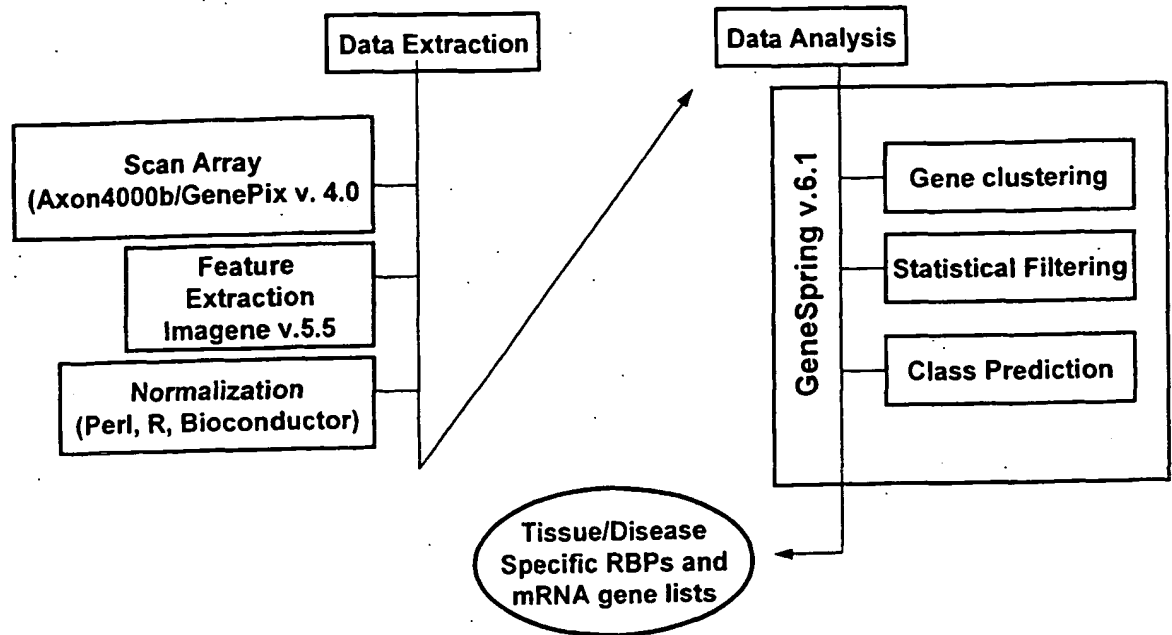 Data Extraction
Scan Array
(Axon4000b/GenePix v. 4.0
Feature
Extraction
Imagene v.5.5
Normalization
(Perl, R, Bioconductor)
Data Analysis
GeneSpring v.6.1
Gene clustering
Statistical Filtering
Class Prediction
Tissue/Disease
Specific RBPs and
mRNA gene lists